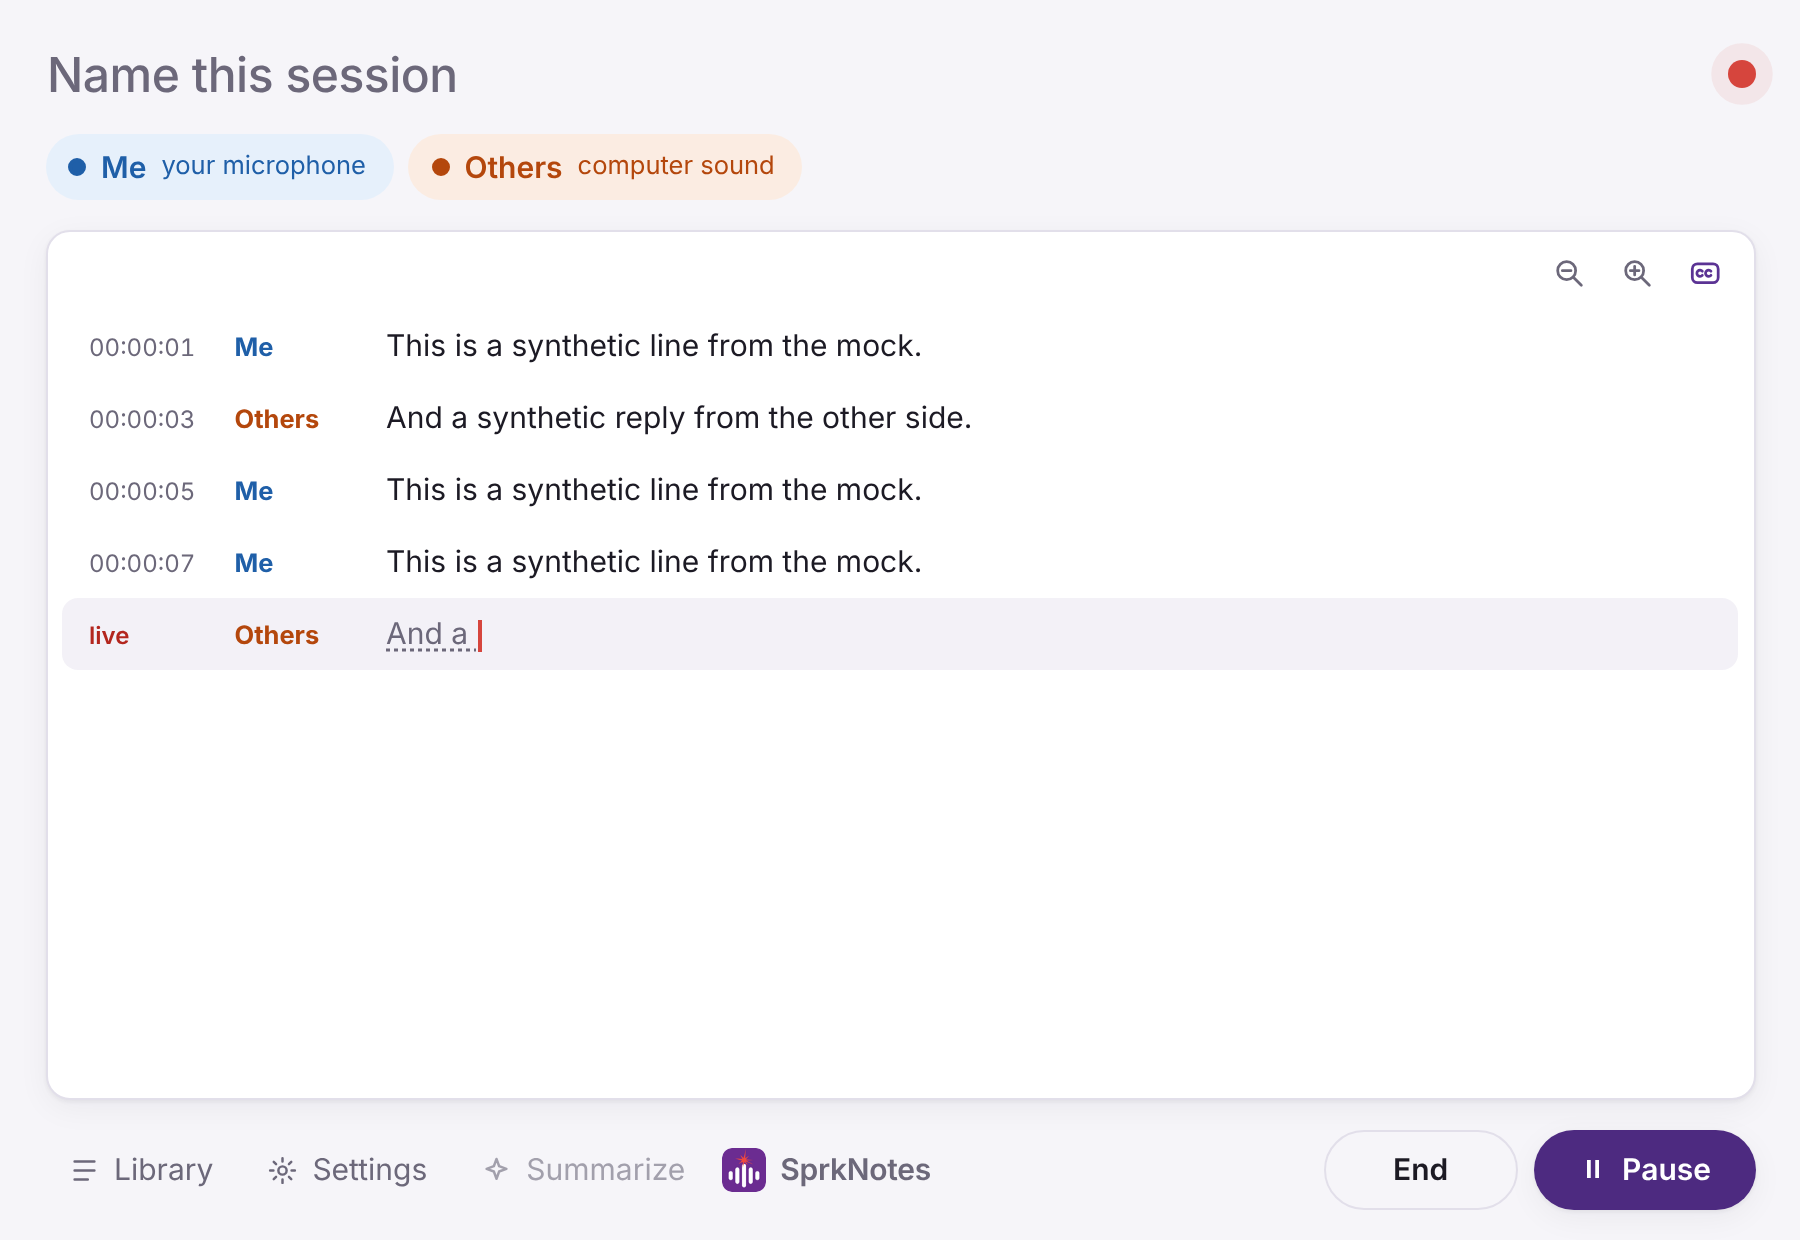 Name this session
Me your microphone Others computer sound
CC
00:00:01 Me This is a synthetic line from the mock.
00:00:03 Others And a synthetic reply from the other side.
00:00:05 Me This is a synthetic line from the mock.
00:00:07 Me This is a synthetic line from the mock.
live Others And a
Library Settings Summarize SprkNotes End Pause